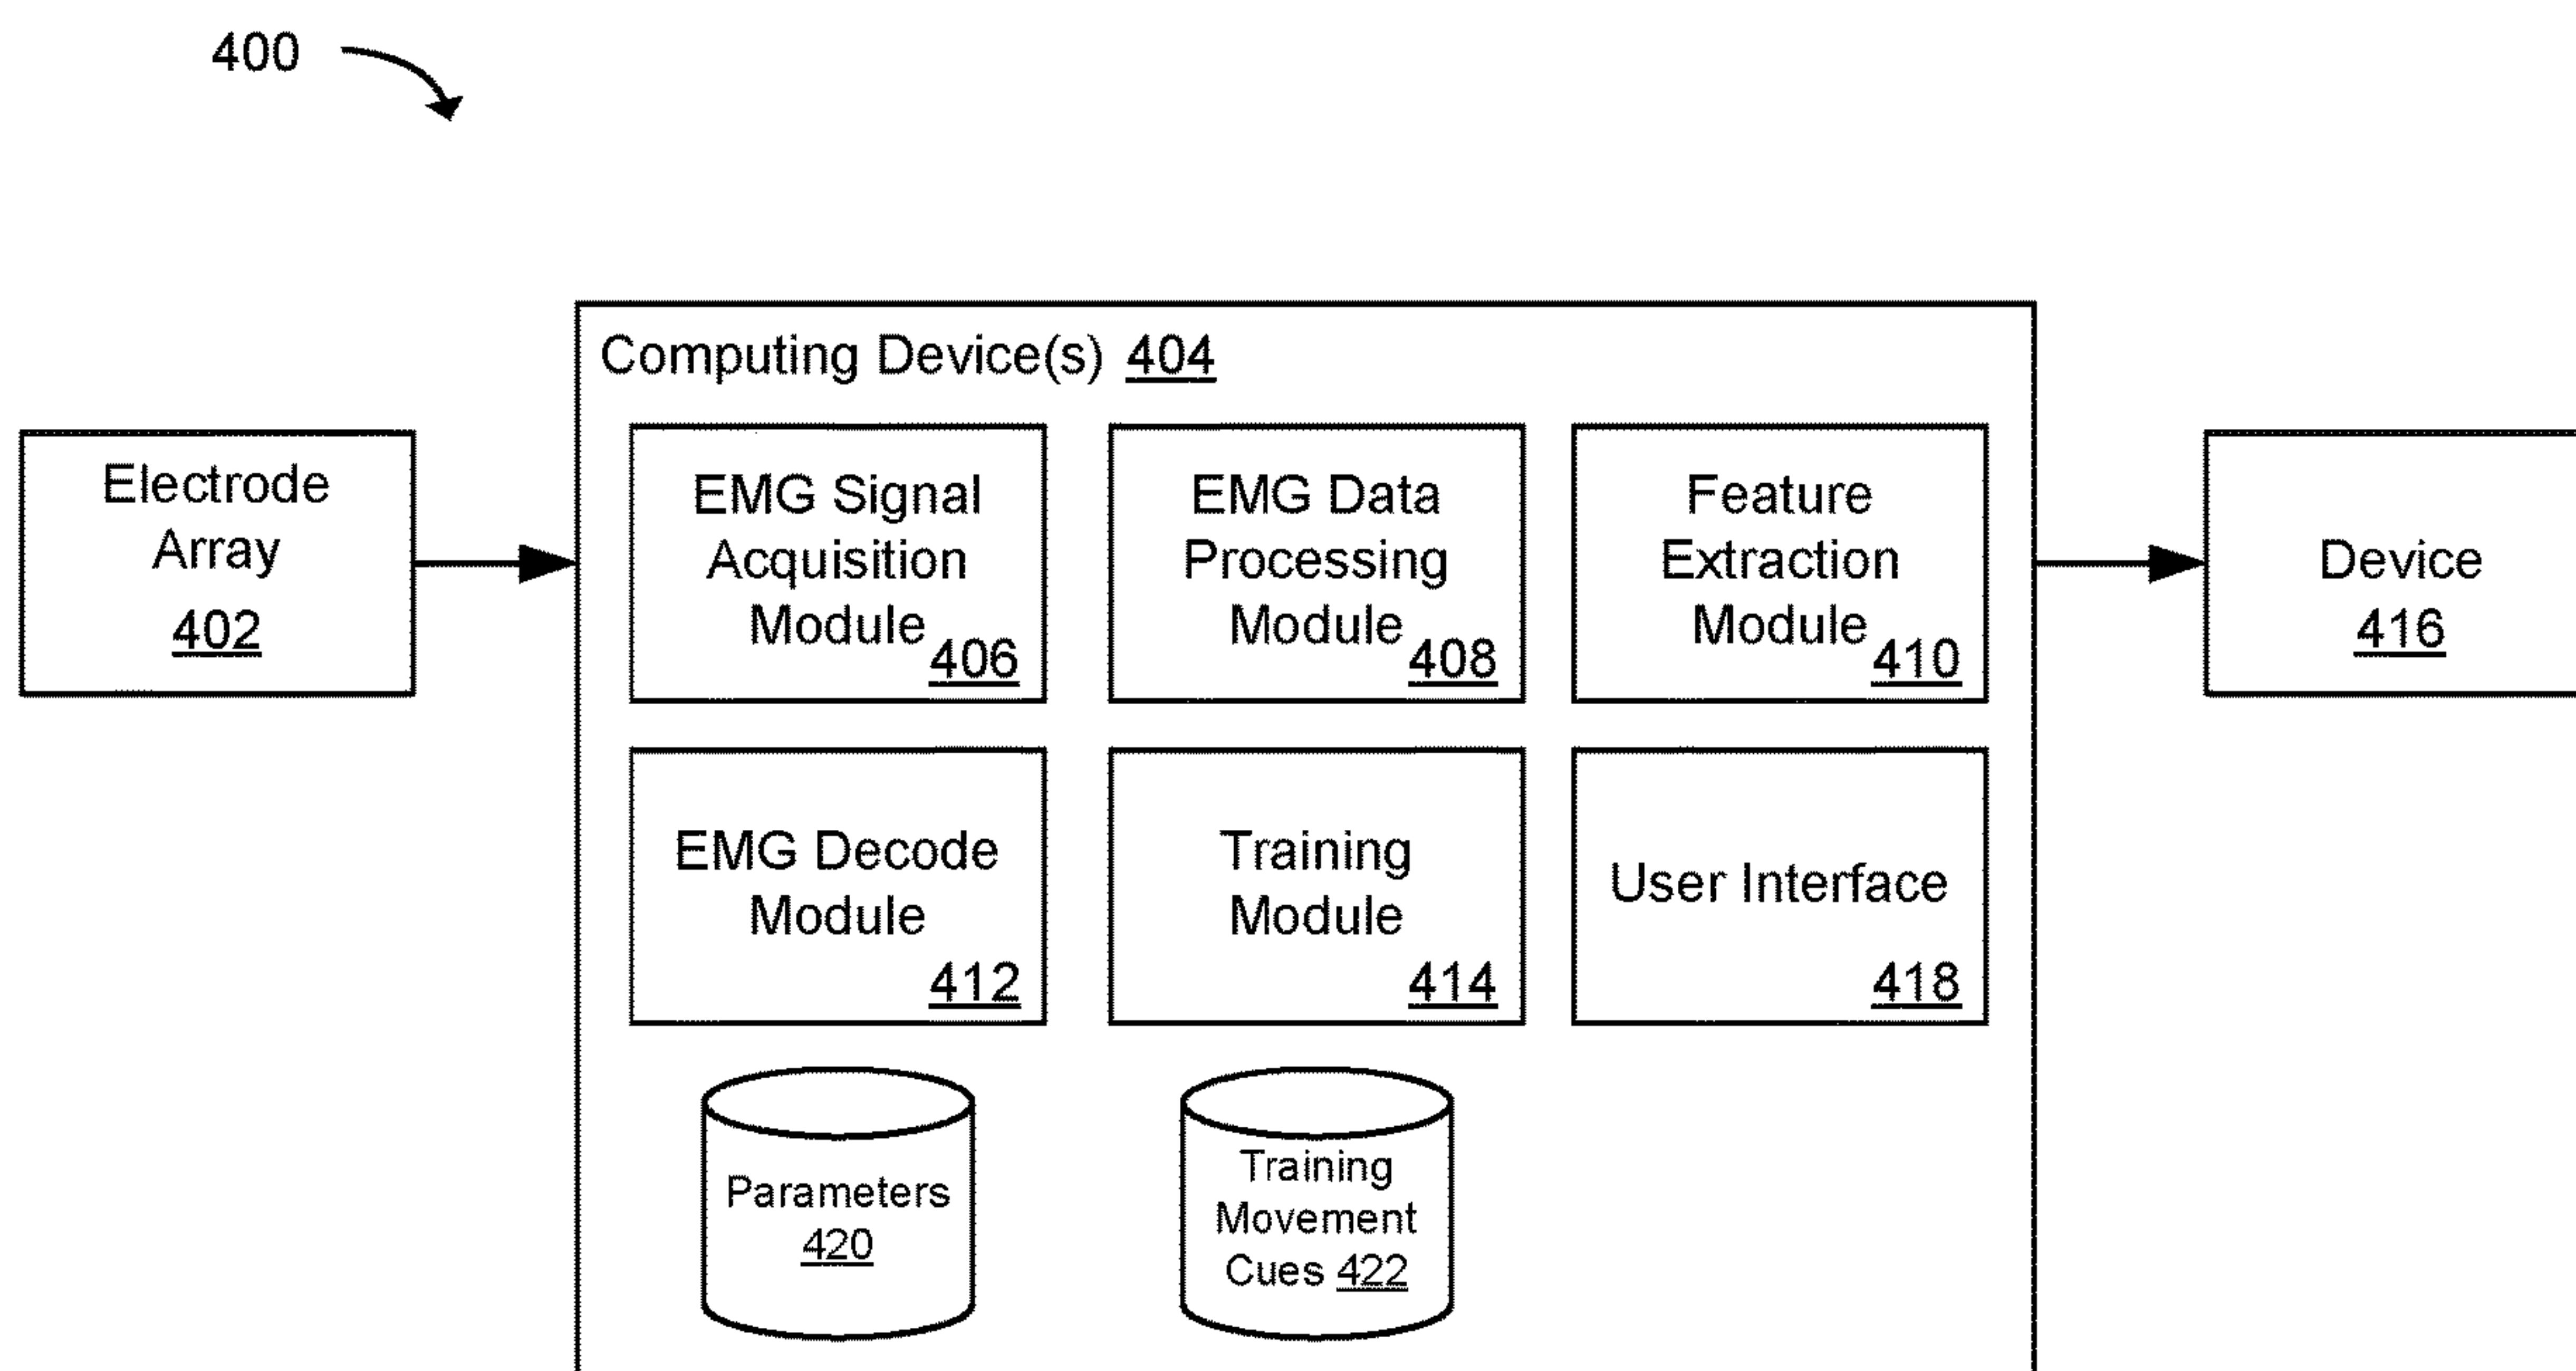 400
Computing Device(s) 404
Electrode
Array
402
EMG Signal
Acquisition
Module
406
EMG Data
Processing
Module
408
Feature
Extraction
Module
410
Device
416
EMG Decode
Module
412
Training
Module
414
User Interface
418
Parameters
420
Training
Movement
Cues 422